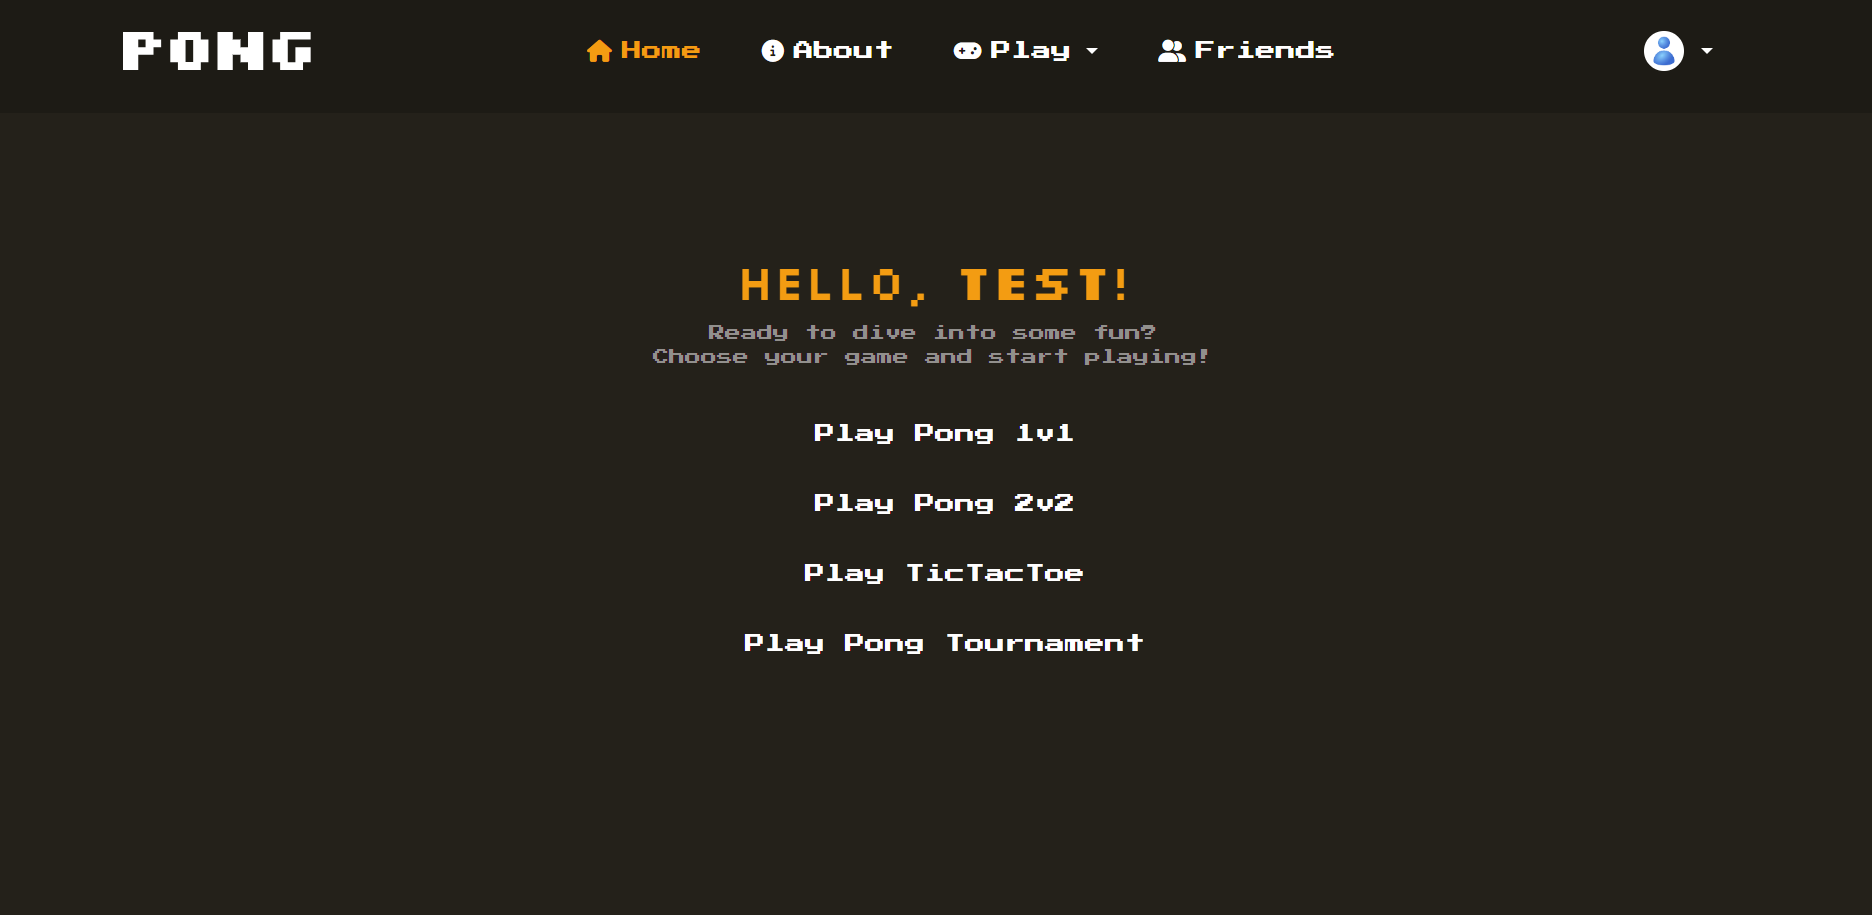 PONG
Home
About
Play
Friends
HELLO, TEST!
Ready to dive into some fun?
Choose your game and start playing!
Play Pong 1v1
Play Pong 2v2
Play TicTacToe
Play Pong Tournament